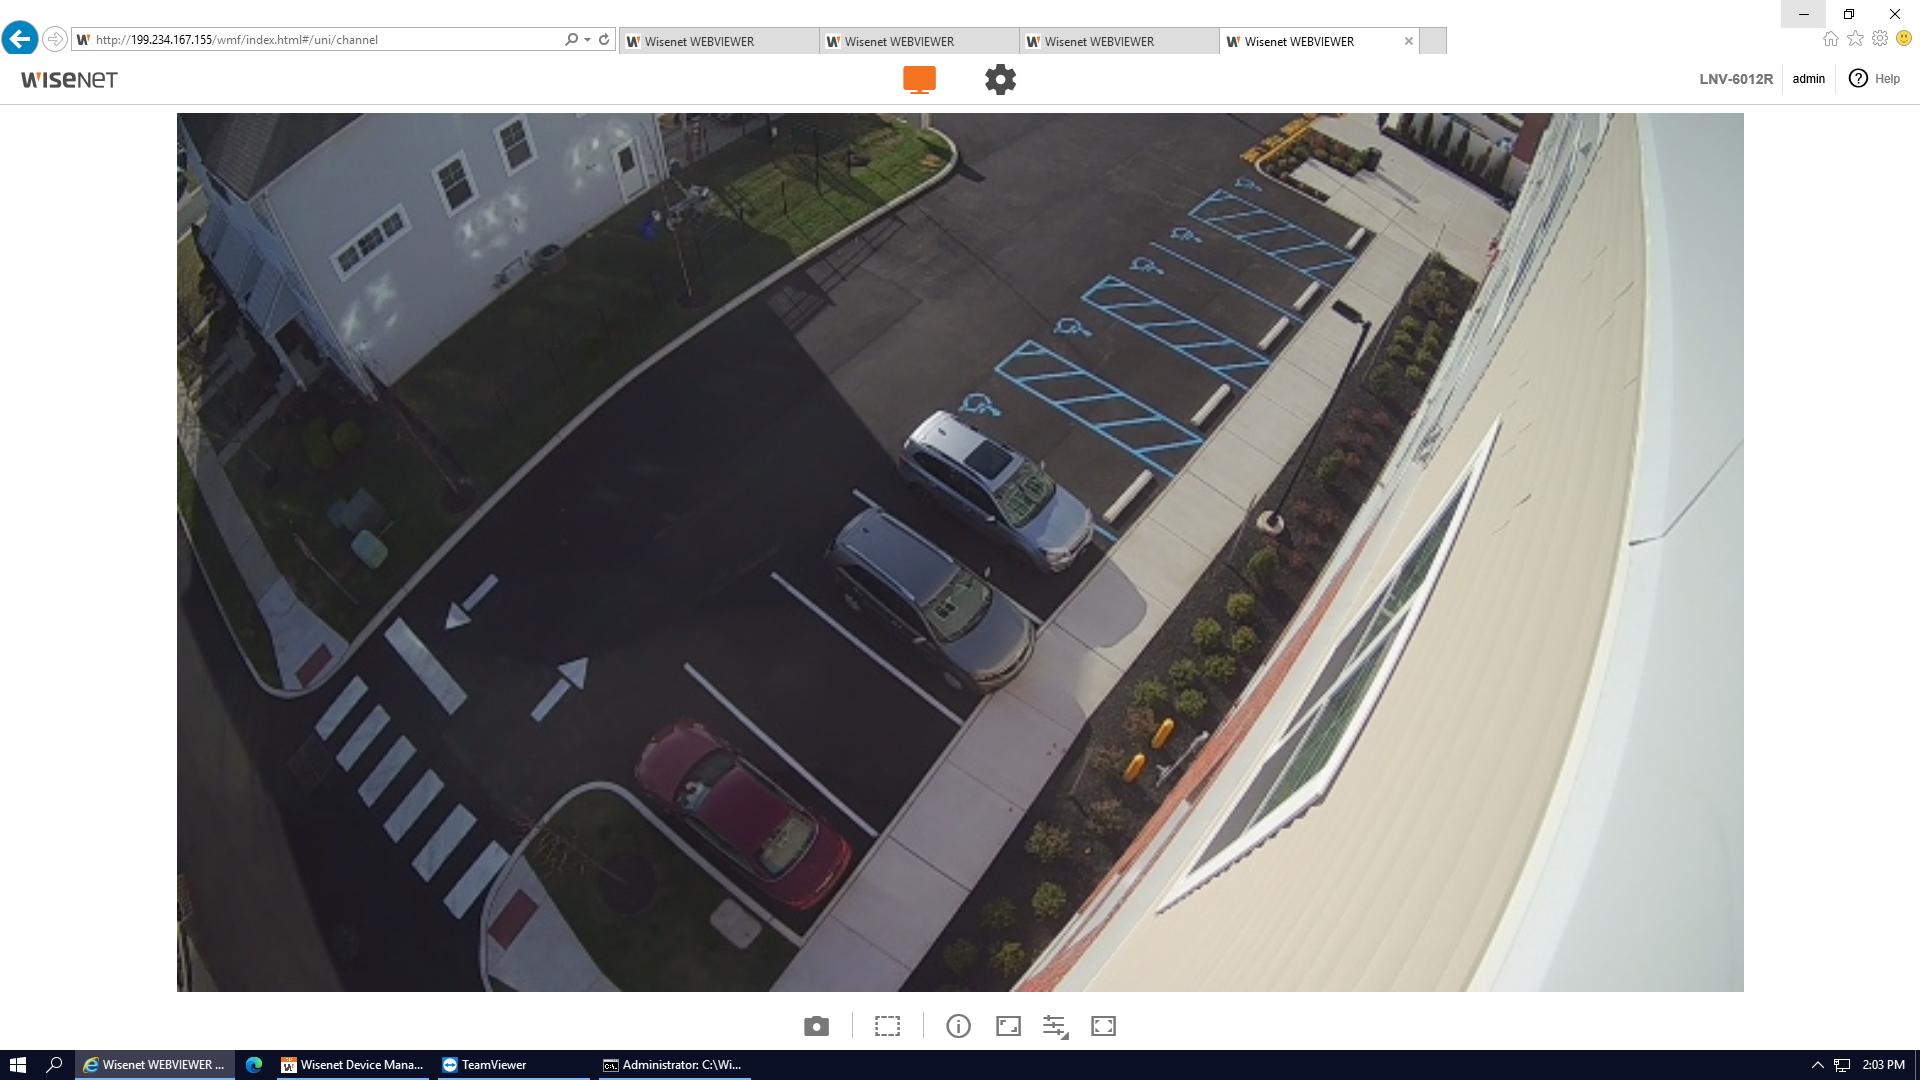 http://199.234.167.155/wmf/index.html#/uni/channel
Wisenet WEBVIEWER
Wisenet WEBVIEWER
Wisenet WEBVIEWER
Wisenet WEBVIEWER
WISENET
LNV-6012R
admin
? Help
Wisenet WEBVIEWER ...
Wisenet Device Mana...
TeamViewer
Administrator: C:\Wi...
2:03 PM